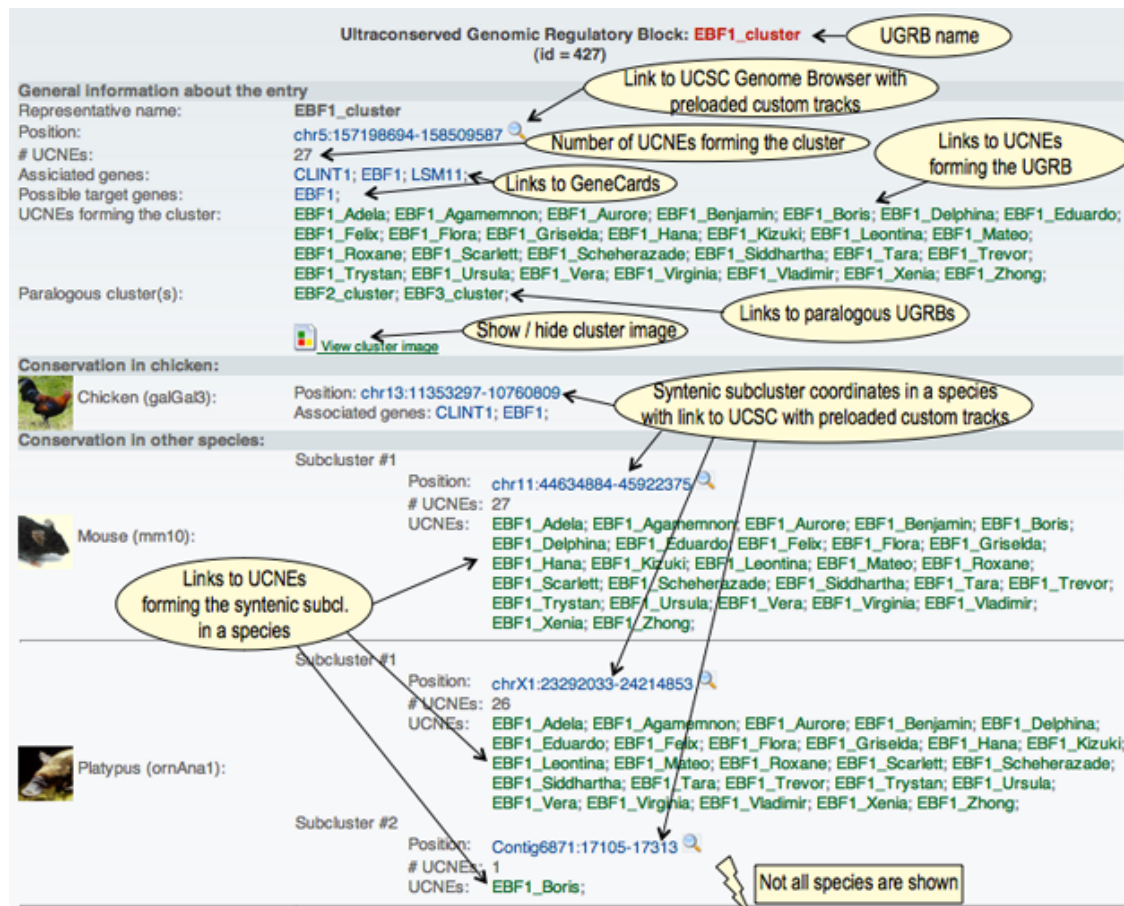 Ultraconserved Genomic Regulatory Block: EBF1_cluster
(id = 427)
UGRB name
Link to UCSC Genome Browser with
preloaded custom tracks
General information about the entry
Representative name: EBF1_cluster
Position: chr5:157198694-158509587
# UCNEs: 27
Number of UCNEs forming the cluster
Links to UCNEs
forming the UGRB
Assiciated genes: CLINT1; EBF1; LSM11;
Links to GeneCards
Possible target genes: EBF1;
UCNEs forming the cluster: EBF1_Adela; EBF1_Agamemnon; EBF1_Aurore; EBF1_Benjamin; EBF1_Boris; EBF1_Delphina; EBF1_Eduardo;
EBF1_Felix; EBF1_Flora; EBF1_Griselda; EBF1_Hana; EBF1_Kizuki; EBF1_Leontina; EBF1_Mateo;
EBF1_Roxane; EBF1_Scarlett; EBF1_Scheherazade; EBF1_Siddhartha; EBF1_Tara; EBF1_Trevor;
EBF1_Trystan; EBF1_Ursula; EBF1_Vera; EBF1_Virginia; EBF1_Vladimir; EBF1_Xenia; EBF1_Zhong;
Paralogous cluster(s): EBF2_cluster; EBF3_cluster;
Links to paralogous UGRBs
View cluster image
Show / hide cluster image
Conservation in chicken:
Chicken (galGal3):
Position: chr13:11353297-10760809
Associated genes: CLINT1; EBF1;
Syntenic subcluster coordinates in a species
with link to UCSC with preloaded custom tracks
Conservation in other species:
Subcluster #1
Position: chr11:44634884-45922375
# UCNEs: 27
Mouse (mm10):
UCNEs: EBF1_Adela; EBF1_Agamemnon; EBF1_Aurore; EBF1_Benjamin; EBF1_Boris;
EBF1_Delphina; EBF1_Eduardo; EBF1_Felix; EBF1_Flora; EBF1_Griselda;
EBF1_Hana; EBF1_Kizuki; EBF1_Leontina; EBF1_Mateo; EBF1_Roxane;
EBF1_Scarlett; EBF1_Scheherazade; EBF1_Siddhartha; EBF1_Tara; EBF1_Trevor;
EBF1_Trystan; EBF1_Ursula; EBF1_Vera; EBF1_Virginia; EBF1_Vladimir;
EBF1_Xenia; EBF1_Zhong;
Links to UCNEs
forming the syntenic subcl.
in a species
Subcluster #1
Position: chrX1:23292033-24214853
# UCNEs: 26
Platypus (ornAna1):
UCNEs: EBF1_Adela; EBF1_Agamemnon; EBF1_Aurore; EBF1_Benjamin; EBF1_Delphina;
EBF1_Eduardo; EBF1_Felix; EBF1_Flora; EBF1_Griselda; EBF1_Hana; EBF1_Kizuki;
EBF1_Leontina; EBF1_Mateo; EBF1_Roxane; EBF1_Scarlett; EBF1_Scheherazade;
EBF1_Siddhartha; EBF1_Tara; EBF1_Trevor; EBF1_Trystan; EBF1_Ursula;
EBF1_Vera; EBF1_Virginia; EBF1_Vladimir; EBF1_Xenia; EBF1_Zhong;
Subcluster #2
Position: Contig6871:17105-17313
# UCNEs: 1
UCNEs: EBF1_Boris;
Not all species are shown